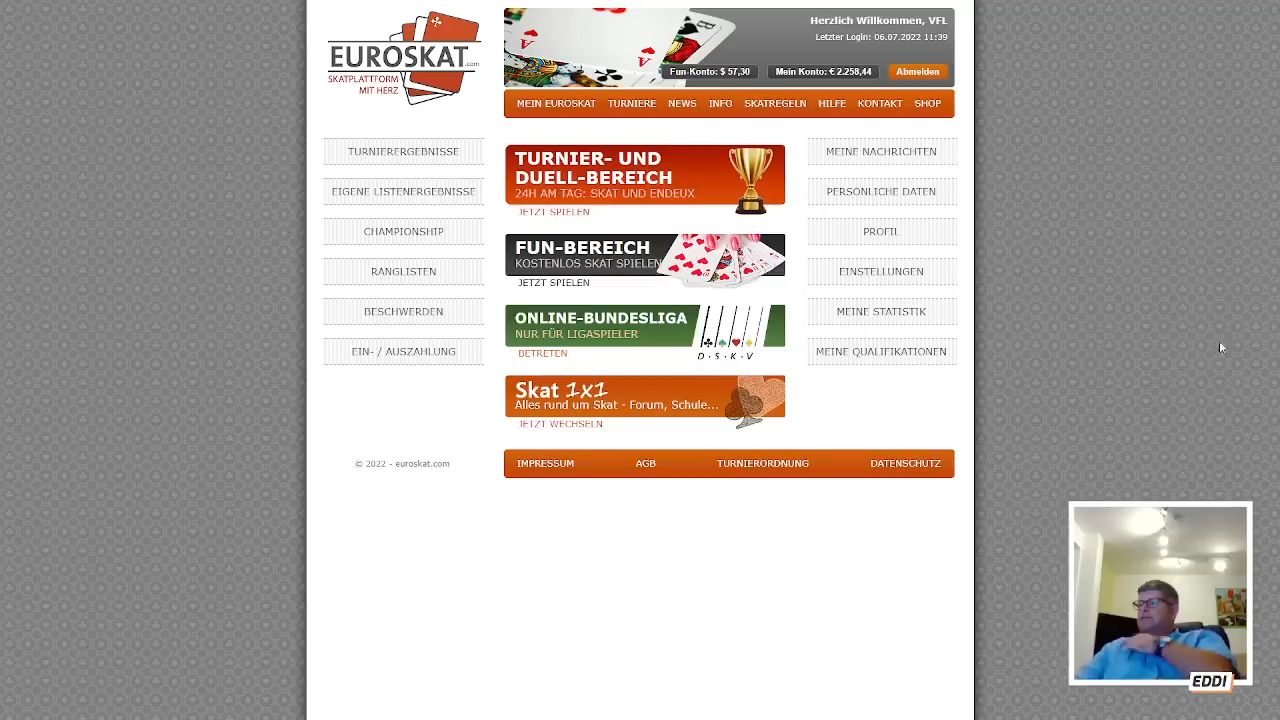 EUROSKAT.com
SKATPLATTFORM
MIT HERZ
Herzlich Willkommen, VFL
Letzter Login: 06.07.2022 11:39
Fun-Konto: $ 57,30
Mein Konto: € 2.258,44
Abmelden
MEIN EUROSKAT TURNIERE NEWS INFO SKATREGELN HILFE KONTAKT SHOP
TURNIERERGEBNISSE
EIGENE LISTENERGEBNISSE
CHAMPIONSHIP
RANGLISTEN
BESCHWERDEN
EIN- / AUSZAHLUNG
TURNIER- UND
DUELL-BEREICH
24H AM TAG: SKAT UND ENDEUX
JETZT SPIELEN
FUN-BEREICH
KOSTENLOS SKAT SPIELEN
JETZT SPIELEN
ONLINE-BUNDESLIGA
NUR FÜR LIGASPIELER
D·S·K·V
BETRETEN
Skat 1x1
Alles rund um Skat - Forum, Schule...
JETZT WECHSELN
MEINE NACHRICHTEN
PERSÖNLICHE DATEN
PROFIL
EINSTELLUNGEN
MEINE STATISTIK
MEINE QUALIFIKATIONEN
© 2022 - euroskat.com
IMPRESSUM AGB TURNIERORDNUNG DATENSCHUTZ
EDDI